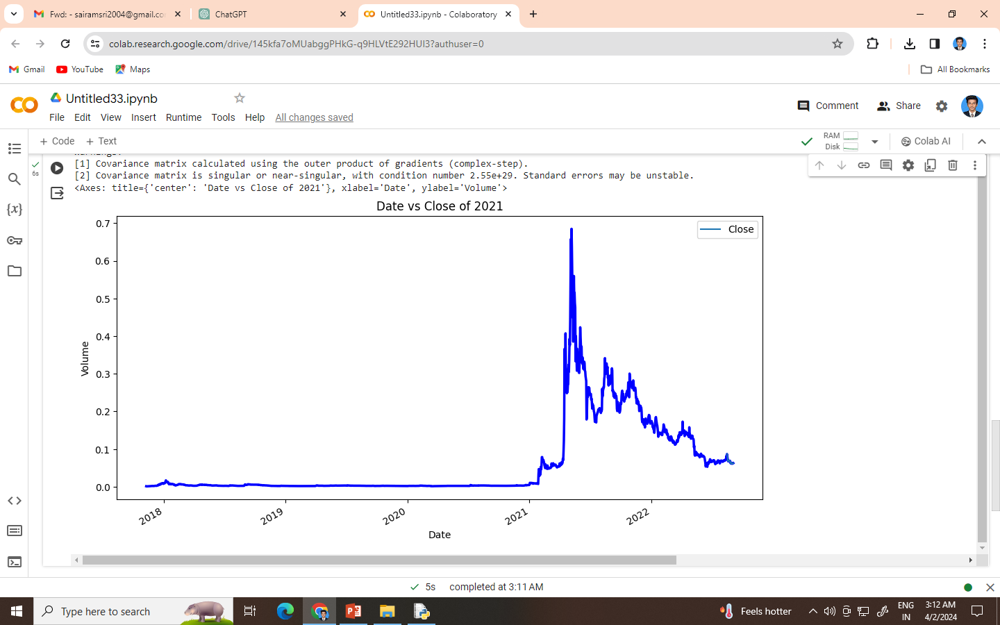 Fwd: - sairamsri2004@gmail.co
ChatGPT
Untitled33.ipynb - Colaboratory
colab.research.google.com/drive/145kfa7oMUabggPHkG-q9HLVtE292HUI3?authuser=0
Gmail
YouTube
Maps
All Bookmarks
Untitled33.ipynb
File Edit View Insert Runtime Tools Help All changes saved
Comment
Share
+ Code + Text
RAM
Disk
Colab AI
6s
[1] Covariance matrix calculated using the outer product of gradients (complex-step).
[2] Covariance matrix is singular or near-singular, with condition number 2.55e+29. Standard errors may be unstable.
<Axes: title={'center': 'Date vs Close of 2021'}, xlabel='Date', ylabel='Volume'>
{x}
Date vs Close of 2021
Close
0.7
0.6
0.5
0.4
0.3
0.2
0.1
0.0
Volume
2018
2019
2020
2021
2022
Date
5s completed at 3:11 AM
Type here to search
Feels hotter
ENG
IN
3:12 AM
4/2/2024